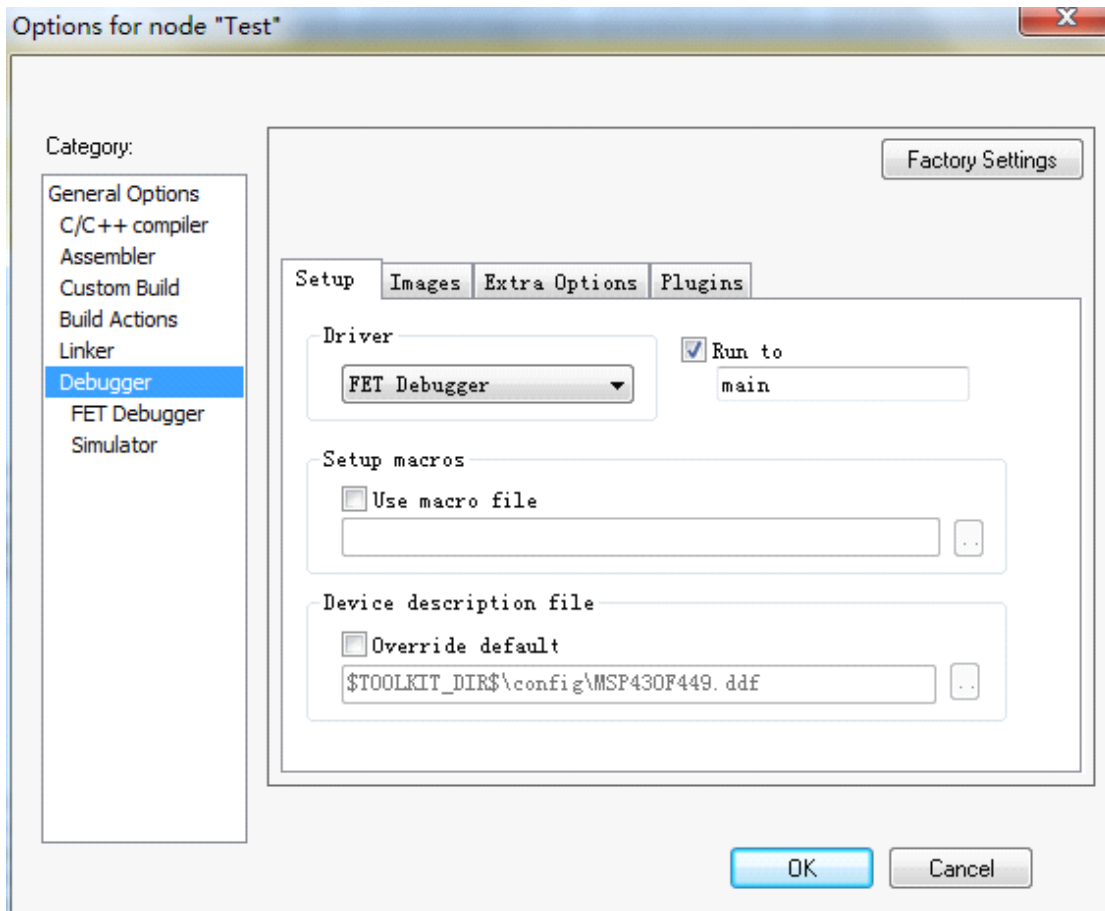 Options for node "Test"
Category:
General Options
C/C++ compiler
Assembler
Custom Build
Build Actions
Linker
Debugger
FET Debugger
Simulator
Factory Settings
Setup Images Extra Options Plugins
Driver
FET Debugger
Run to
main
Setup macros
Use macro file
..
Device description file
Override default
$TOOLKIT_DIR$\config\MSP430F449.ddf
..
OK Cancel